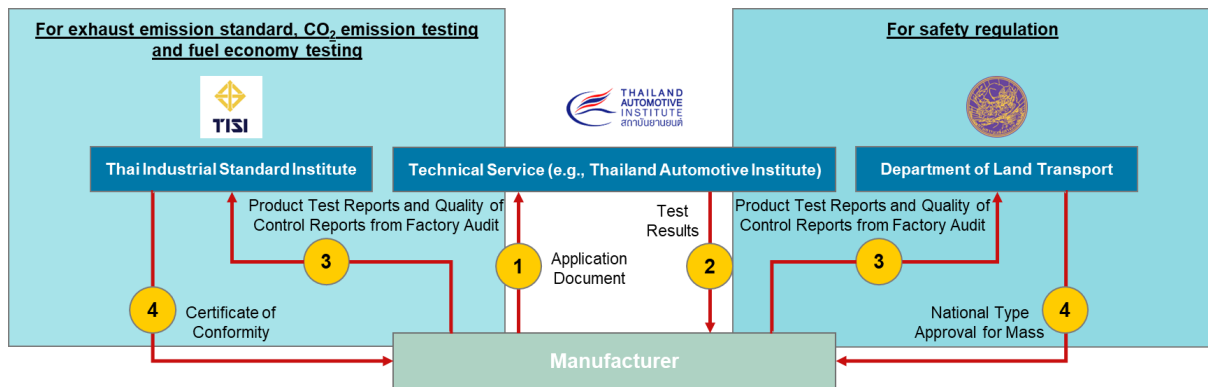 For exhaust emission standard, CO2 emission testing
and fuel economy testing
For safety regulation
TISI
THAILAND
AUTOMOTIVE
INSTITUTE
สถาบันยานยนต์
Thai Industrial Standard Institute
Technical Service (e.g., Thailand Automotive Institute)
Department of Land Transport
Product Test Reports and Quality of
Control Reports from Factory Audit
3
1
Application
Document
Test
Results
2
Product Test Reports and Quality of
Control Reports from Factory Audit
3
4
Certificate of
Conformity
National Type
Approval for Mass
4
Manufacturer